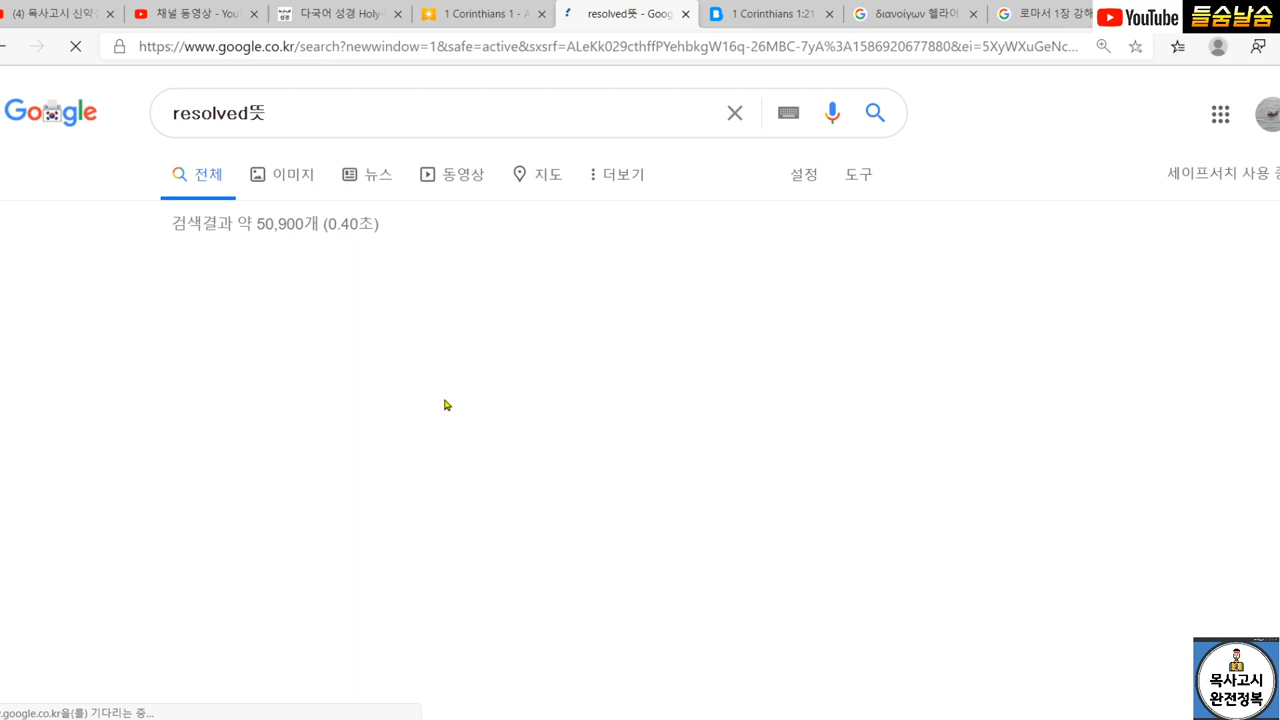 (4) 목사고시 신약
채널 동영상 - You
다국어 성경 Holy-
1 Corinthi
resolved뜻 - Goog
1 Corinthians 1:
διανοίγων 헬라어
로마서 1장 강해
YouTube
들숨날숨
https://www.google.co.kr/search?newwindow=1&safe=active&sxsrf=ALeKk029cthffPYehbkgW16q-26MBC-7yA%3A1586920677880&ei=5XyWXuGeNc...
Google
resolved뜻
전체
이미지
뉴스
동영상
지도
더보기
설정
도구
세이프서치 사용 중
검색결과 약 50,900개 (0.40초)
목사고시
완전정복
.google.co.kr을(를) 기다리는 중...